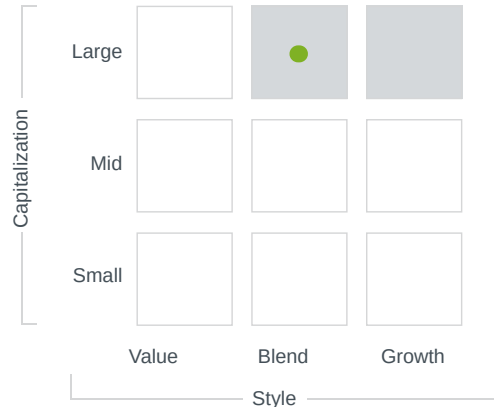 Capitalization
Large
Mid
Small
Value Blend Growth
Style